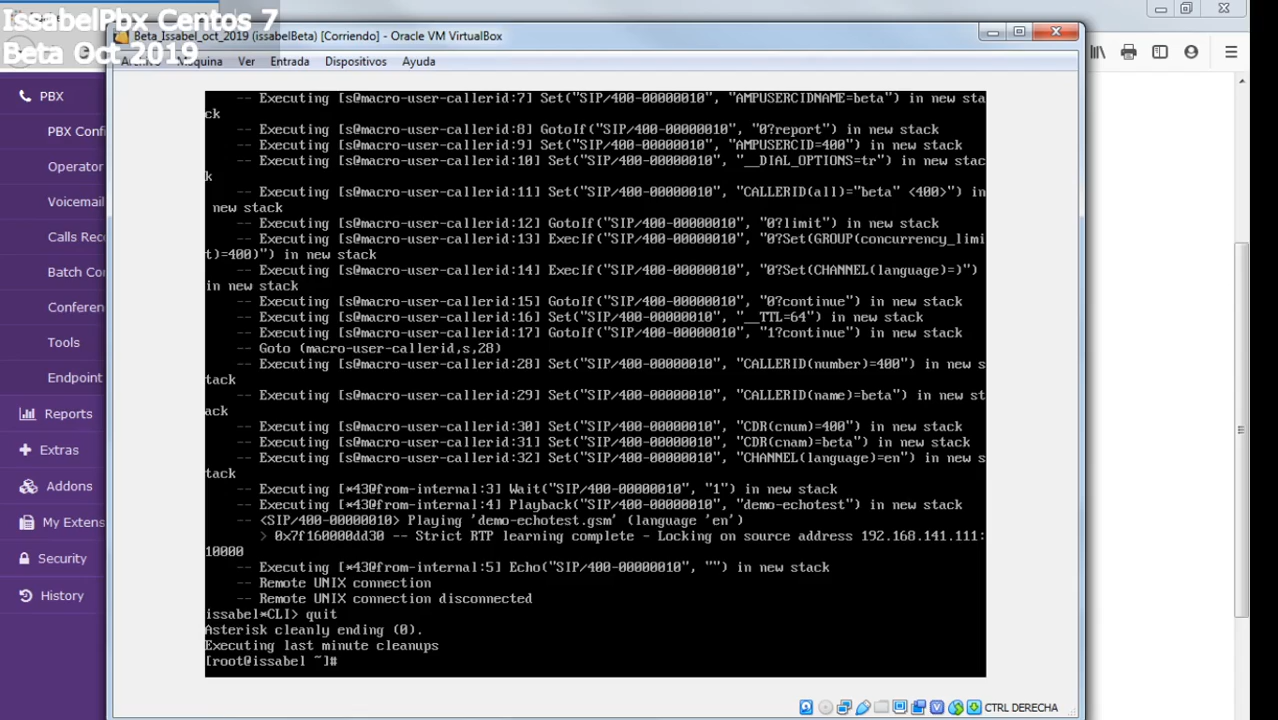 IssabelPbx Centos 7
Beta Oct 2019
Beta_Issabel_oct_2019 (issabelBeta) [Corriendo] - Oracle VM VirtualBox
Archivo Máquina Ver Entrada Dispositivos Ayuda
PBX
PBX Confi
Operator
Voicemail
Calls Reco
Batch Con
Conferenc
Tools
Endpoint
Reports
Extras
Addons
My Extens
Security
History
-- Executing [s@macro-user-callerid:7] Set("SIP/400-00000010", "AMPUSERCIDNAME=beta") in new sta
ck
-- Executing [s@macro-user-callerid:8] GotoIf("SIP/400-00000010", "0?report") in new stack
-- Executing [s@macro-user-callerid:9] Set("SIP/400-00000010", "AMPUSERCID=400") in new stack
-- Executing [s@macro-user-callerid:10] Set("SIP/400-00000010", "__DIAL_OPTIONS=tr") in new stac
k
-- Executing [s@macro-user-callerid:11] Set("SIP/400-00000010", "CALLERID(all)="beta" <400>") in
new stack
-- Executing [s@macro-user-callerid:12] GotoIf("SIP/400-00000010", "0?limit") in new stack
-- Executing [s@macro-user-callerid:13] ExecIf("SIP/400-00000010", "0?Set(GROUP(concurrency_limi
t)=400)") in new stack
-- Executing [s@macro-user-callerid:14] ExecIf("SIP/400-00000010", "0?Set(CHANNEL(language)=)")
in new stack
-- Executing [s@macro-user-callerid:15] GotoIf("SIP/400-00000010", "0?continue") in new stack
-- Executing [s@macro-user-callerid:16] Set("SIP/400-00000010", "__TTL=64") in new stack
-- Executing [s@macro-user-callerid:17] GotoIf("SIP/400-00000010", "1?continue") in new stack
-- Goto (macro-user-callerid,s,28)
-- Executing [s@macro-user-callerid:28] Set("SIP/400-00000010", "CALLERID(number)=400") in new s
tack
-- Executing [s@macro-user-callerid:29] Set("SIP/400-00000010", "CALLERID(name)=beta") in new st
ack
-- Executing [s@macro-user-callerid:30] Set("SIP/400-00000010", "CDR(cnum)=400") in new stack
-- Executing [s@macro-user-callerid:31] Set("SIP/400-00000010", "CDR(cnam)=beta") in new stack
-- Executing [s@macro-user-callerid:32] Set("SIP/400-00000010", "CHANNEL(language)=en") in new s
tack
-- Executing [*43@from-internal:3] Wait("SIP/400-00000010", "1") in new stack
-- Executing [*43@from-internal:4] Playback("SIP/400-00000010", "demo-echotest") in new stack
-- <SIP/400-00000010> Playing 'demo-echotest.gsm' (language 'en')
> 0x7f160000dd30 -- Strict RTP learning complete - Locking on source address 192.168.141.111:
10000
-- Executing [*43@from-internal:5] Echo("SIP/400-00000010", "") in new stack
-- Remote UNIX connection
-- Remote UNIX connection disconnected
issabel*CLI> quit
Asterisk cleanly ending (0).
Executing last minute cleanups
[root@issabel ~]#
CTRL DERECHA